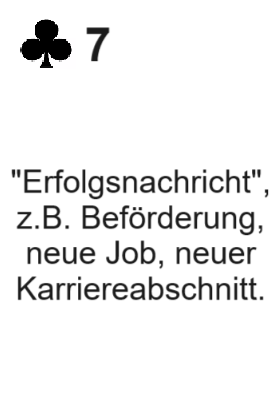 ♣ 7
"Erfolgsnachricht",
z.B. Beförderung,
neue Job, neuer
Karriereabschnitt.